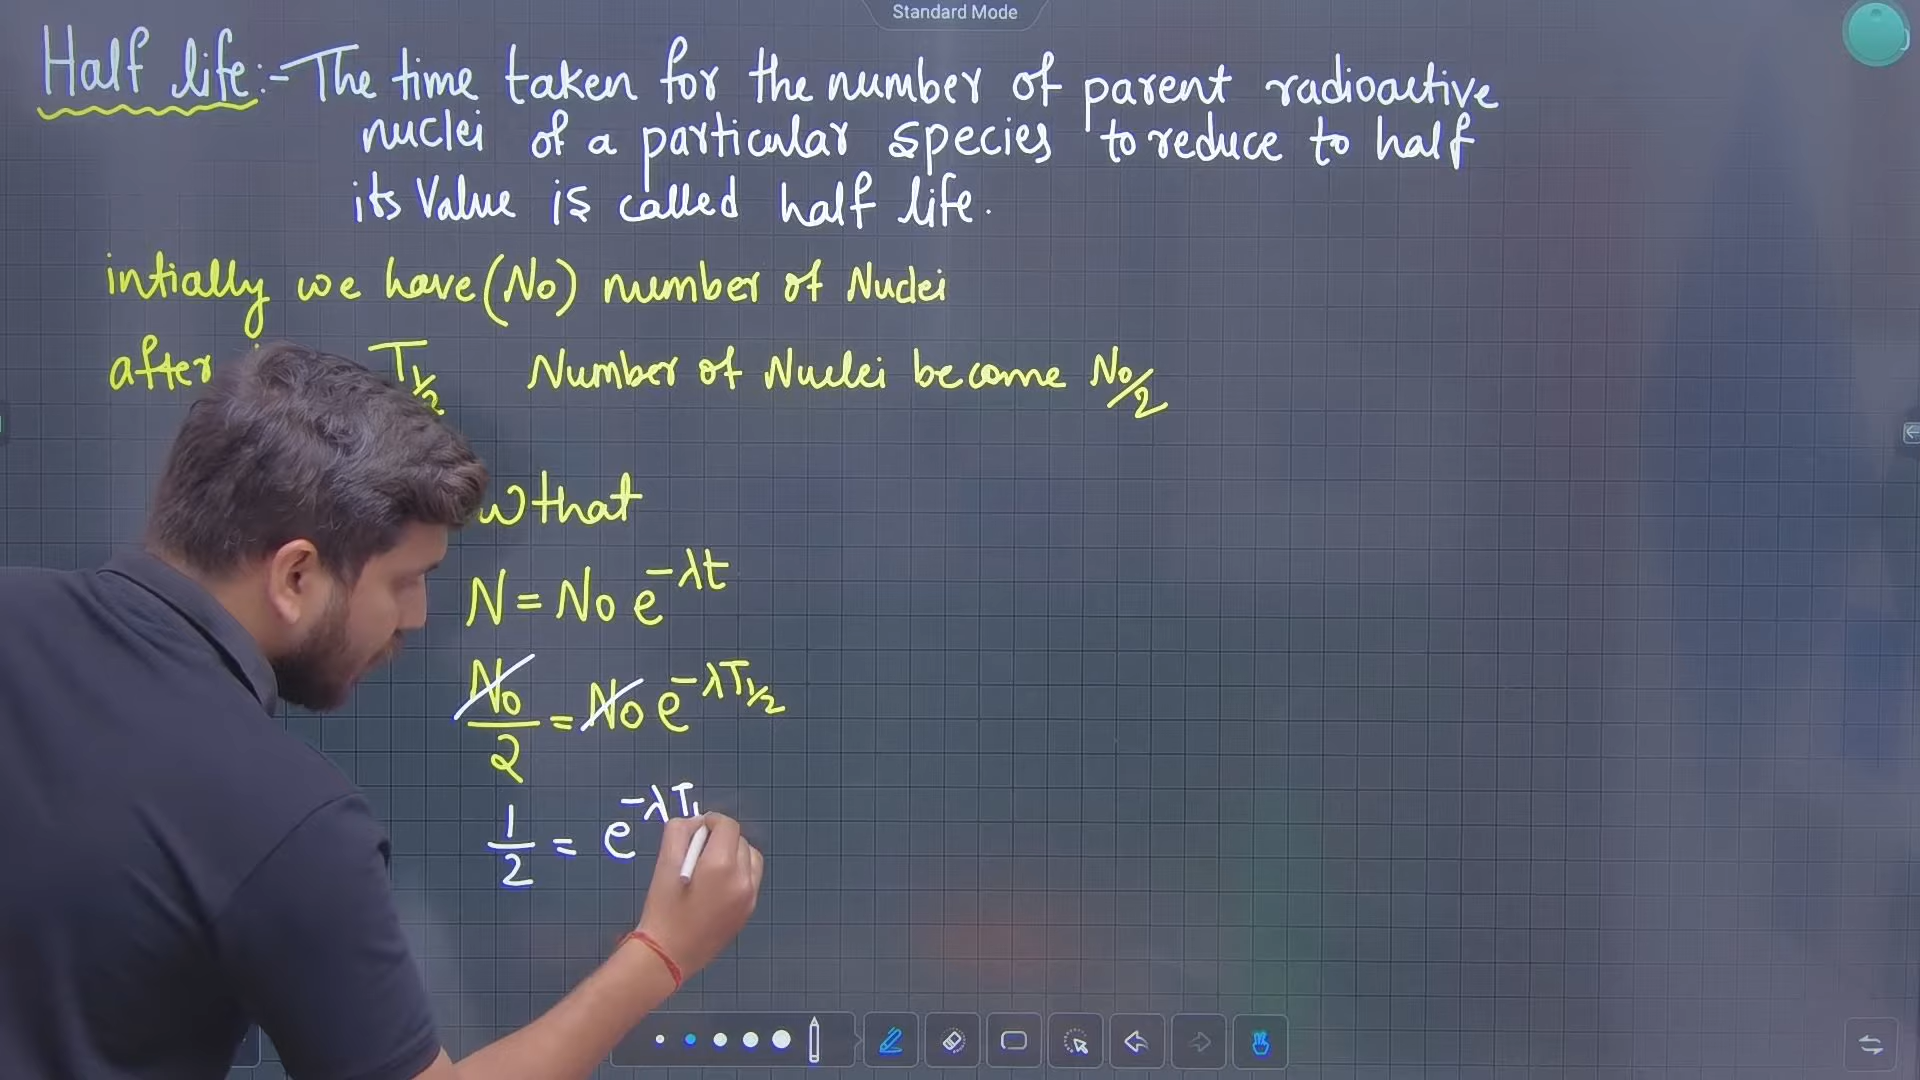 Standard Mode
Half life:- The time taken for the number of parent radioactive
nuclei of a particular species to reduce to half
its Value is called half life.
intially we have (No) number of Nuclei
after T1/2 Number of Nuclei become No/2
that
N = No e^-λt
No/2 = No e^-λT1/2
1/2 = e^-λT